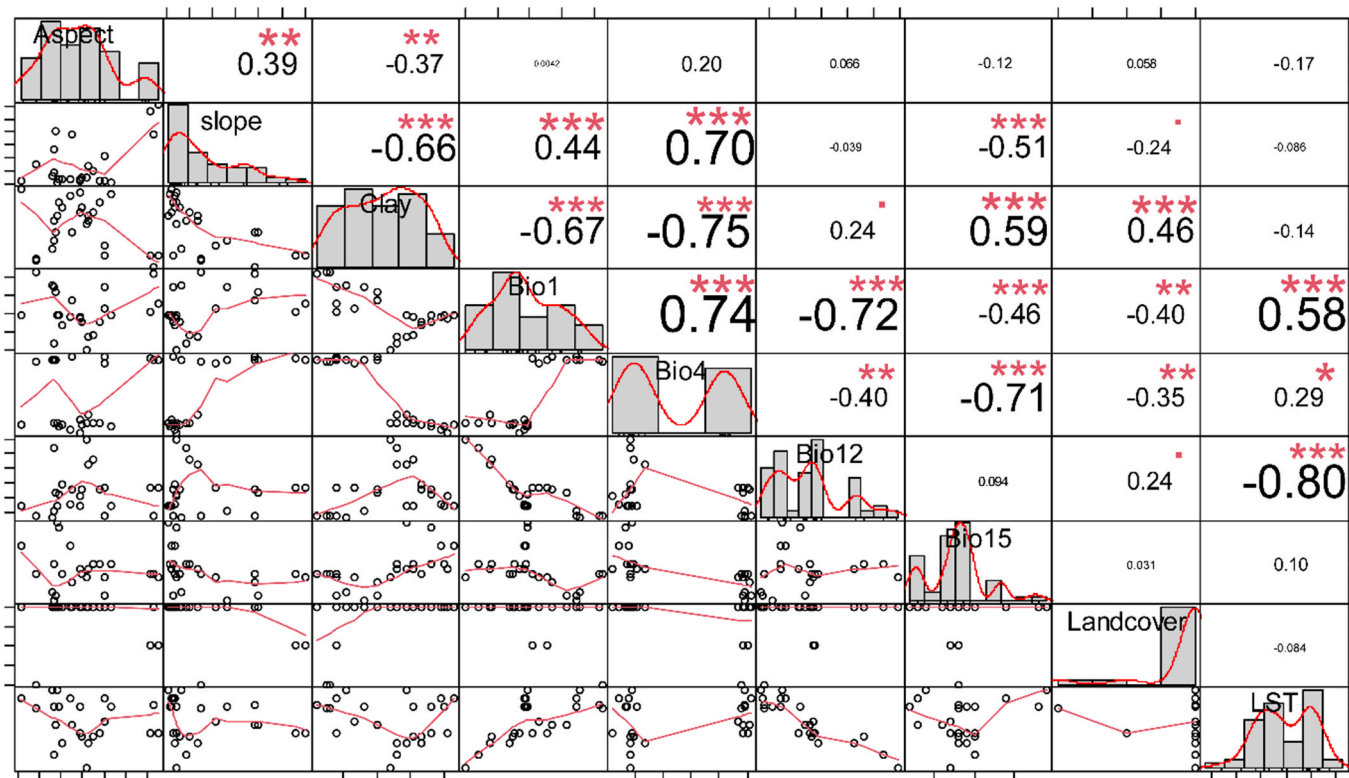 Aspect ** 0.39 ** -0.37 0.0042 0.20 0.066 -0.12 0.058 -0.17
slope *** -0.66 *** 0.44 *** 0.70 -0.039 *** -0.51 -0.24 -0.086
Clay *** -0.67 *** -0.75 0.24 *** 0.59 *** 0.46 -0.14
Bio1 *** 0.74 *** -0.72 *** -0.46 ** -0.40 *** 0.58
Bio4 ** -0.40 *** -0.71 ** -0.35 * 0.29
Bio12 0.094 0.24 *** -0.80
Bio15 0.031 0.10
Landcover -0.084
LST